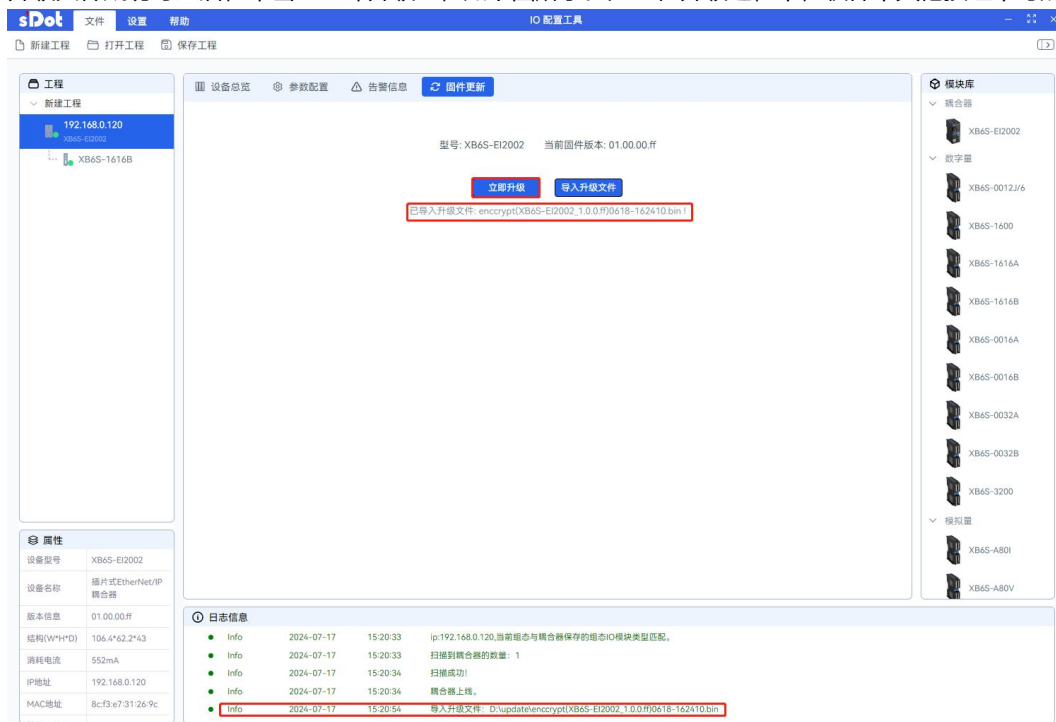 sDot 文件 设置 帮助 IO 配置工具
新建工程 打开工程 保存工程
工程
新建工程
192.168.0.120
XB6S-EI2002
XB6S-1616B
设备总览 参数配置 告警信息 固件更新
型号: XB6S-EI2002 当前固件版本: 01.00.00.ff
立即升级 导入升级文件
已导入升级文件: enccrypt(XB6S-EI2002_1.0.0.ff)0618-162410.bin !
模块库
耦合器
XB6S-EI2002
数字量
XB6S-0012J/6
XB6S-1600
XB6S-1616A
XB6S-1616B
XB6S-0016A
XB6S-0016B
XB6S-0032A
XB6S-0032B
XB6S-3200
模拟量
XB6S-A80I
XB6S-A80V
属性
设备型号 XB6S-EI2002
设备名称 插片式EtherNet/IP
耦合器
版本信息 01.00.00.ff
结构(W*H*D) 106.4*62.2*43
消耗电流 552mA
IP地址 192.168.0.120
MAC地址 8c:f3:e7:31:26:9c
日志信息
Info 2024-07-17 15:20:33 ip:192.168.0.120,当前组态与耦合器保存的组态IO模块类型匹配。
Info 2024-07-17 15:20:33 扫描到耦合器的数量: 1
Info 2024-07-17 15:20:34 扫描成功!
Info 2024-07-17 15:20:34 耦合器上线。
Info 2024-07-17 15:20:54 导入升级文件: D:\update\enccrypt(XB6S-EI2002_1.0.0.ff)0618-162410.bin